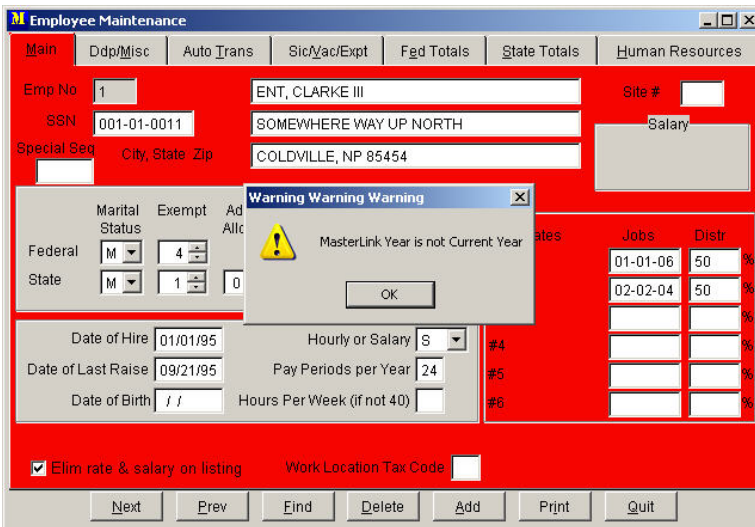 M Employee Maintenance
Main Ddp/Misc Auto Trans Sic/Vac/Expt Fed Totals State Totals Human Resources
Emp No 1 ENT, CLARKE III Site #
SSN 001-01-0011 SOMEWHERE WAY UP NORTH Salary
Special Seq City, State Zip COLDVILLE, NP 85454
Warning Warning Warning
MasterLink Year is not Current Year
OK
Marital Status Exempt
Federal M 4
State M 1 0
Jobs Distr
01-01-06 50 %
02-02-04 50 %
%
#4 %
#5 %
#6 %
Date of Hire 01/01/95 Hourly or Salary S
Date of Last Raise 09/21/95 Pay Periods per Year 24
Date of Birth / / Hours Per Week (if not 40)
Elim rate & salary on listing Work Location Tax Code
Next Prev Find Delete Add Print Quit